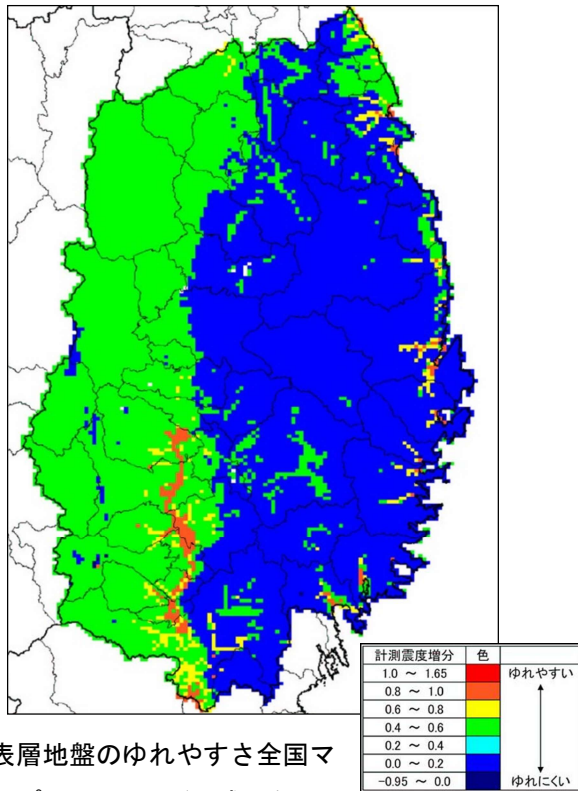 計測震度増分 色
1.0 ～ 1.65 ゆれやすい
0.8 ～ 1.0
0.6 ～ 0.8
0.4 ～ 0.6
0.2 ～ 0.4
0.0 ～ 0.2
-0.95 ～ 0.0 ゆれにくい
表層地盤のゆれやすさ全国マ